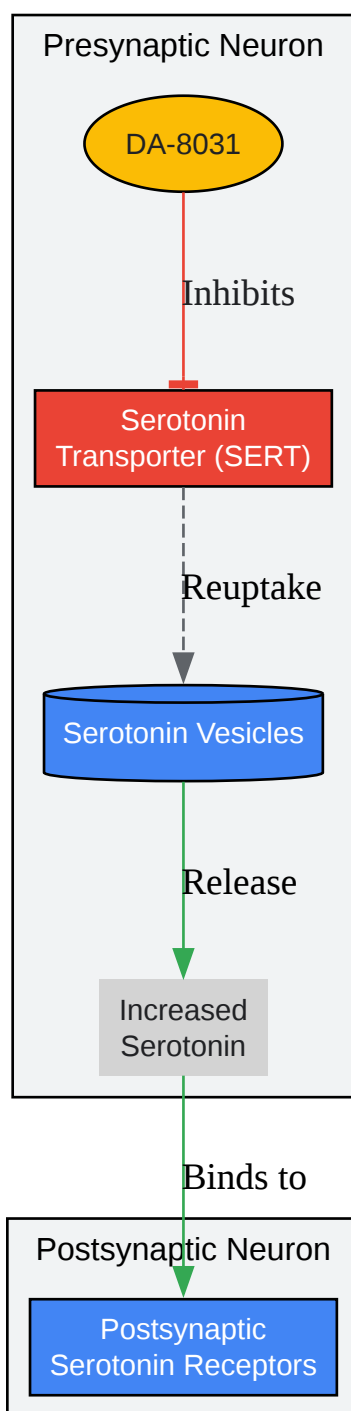 Presynaptic Neuron
DA-8031
Inhibits
Serotonin
Transporter (SERT)
Reuptake
Serotonin Vesicles
Release
Increased
Serotonin
Binds to
Postsynaptic Neuron
Postsynaptic
Serotonin Receptors